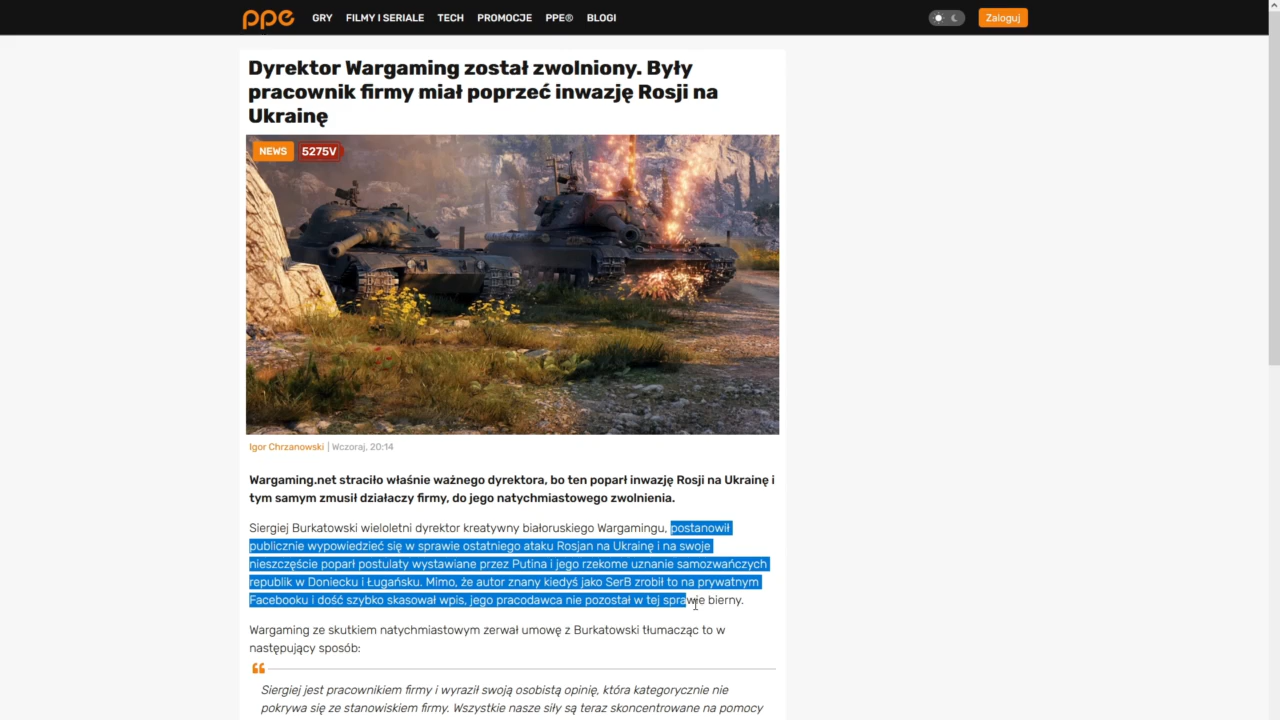 ppe GRY FILMY I SERIALE TECH PROMOCJE PPE® BLOGI Zaloguj
Dyrektor Wargaming został zwolniony. Były
pracownik firmy miał poprzeć inwazję Rosji na
Ukrainę
NEWS 5275V
Igor Chrzanowski | Wczoraj, 20:14
Wargaming.net straciło właśnie ważnego dyrektora, bo ten poparł inwazję Rosji na Ukrainę i
tym samym zmusił działaczy firmy, do jego natychmiastowego zwolnienia.
Siergiej Burkatowski wieloletni dyrektor kreatywny białoruskiego Wargamingu, postanowił
publicznie wypowiedzieć się w sprawie ostatniego ataku Rosjan na Ukrainę i na swoje
nieszczęście poparł postulaty wystawiane przez Putina i jego rzekome uznanie samozwańczych
republik w Doniecku i Ługańsku. Mimo, że autor znany kiedyś jako SerB zrobił to na prywatnym
Facebooku i dość szybko skasował wpis, jego pracodawca nie pozostał w tej sprawie bierny.
Wargaming ze skutkiem natychmiastowym zerwał umowę z Burkatowski tłumacząc to w
następujący sposób:
Siergiej jest pracownikiem firmy i wyraził swoją osobistą opinię, która kategorycznie nie
pokrywa się ze stanowiskiem firmy. Wszystkie nasze siły są teraz skoncentrowane na pomocy